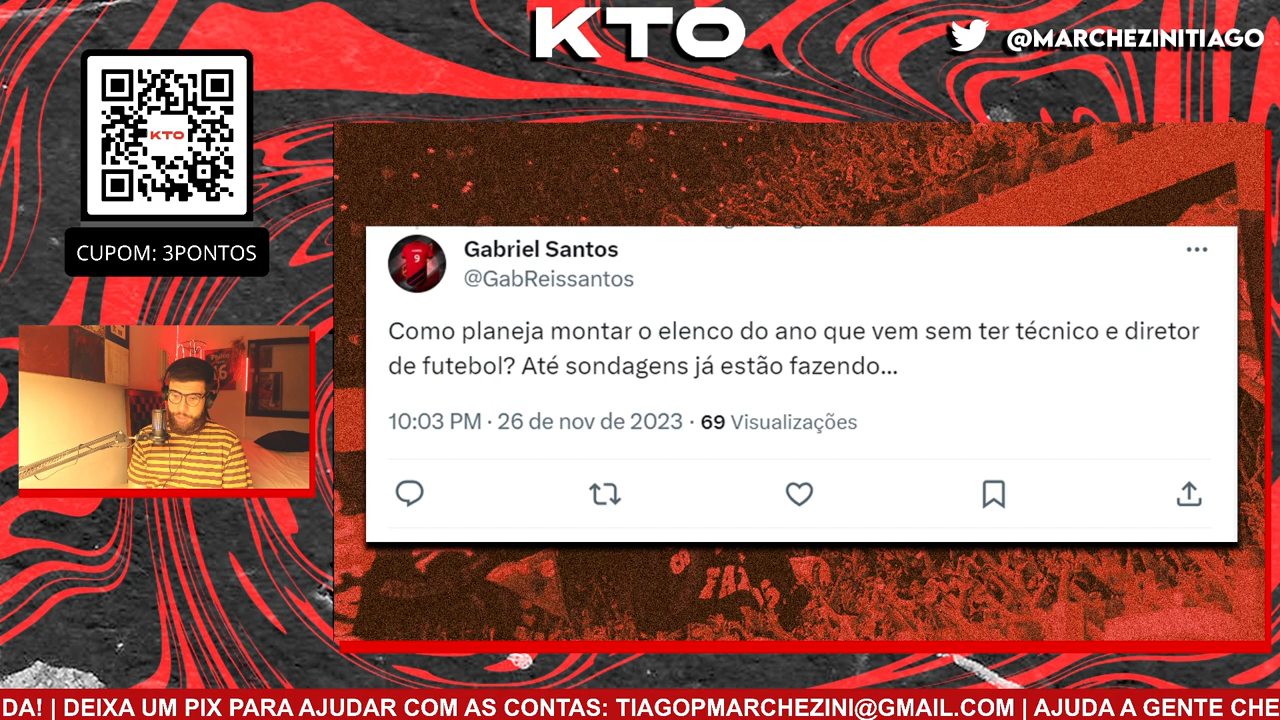 KTO
@MARCHEZINITIAGO
KTO
CUPOM: 3PONTOS
Gabriel Santos
@GabReissantos
9
Como planeja montar o elenco do ano que vem sem ter técnico e diretor
de futebol? Até sondagens já estão fazendo...
10:03 PM · 26 de nov de 2023 · 69 Visualizações
DA! | DEIXA UM PIX PARA AJUDAR COM AS CONTAS: TIAGOPMARCHEZINI@GMAIL.COM | AJUDA A GENTE CHE